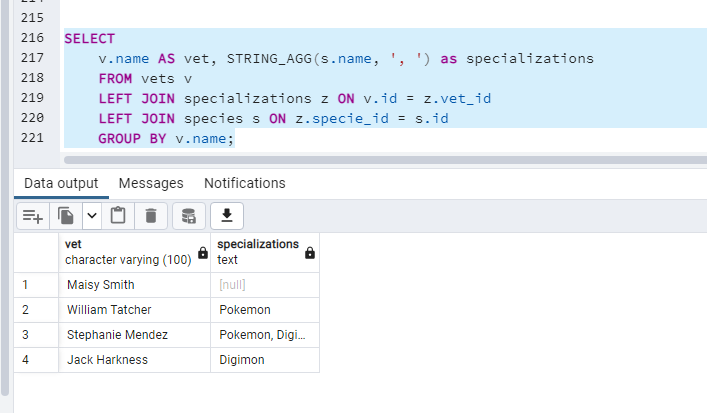 215
216 SELECT
217 v.name AS vet, STRING_AGG(s.name, ', ') as specializations
218 FROM vets v
219 LEFT JOIN specializations z ON v.id = z.vet_id
220 LEFT JOIN species s ON z.specie_id = s.id
221 GROUP BY v.name;
Data output Messages Notifications
vet specializations
character varying (100) text
1 Maisy Smith [null]
2 William Tatcher Pokemon
3 Stephanie Mendez Pokemon, Digi...
4 Jack Harkness Digimon